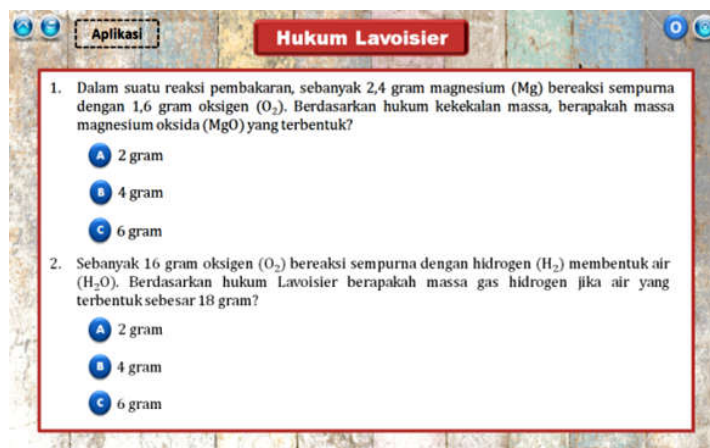 Aplikasi
Hukum Lavoisier
1. Dalam suatu reaksi pembakaran, sebanyak 2,4 gram magnesium (Mg) bereaksi sempurna
dengan 1,6 gram oksigen (O₂). Berdasarkan hukum kekekalan massa, berapakah massa
magnesium oksida (MgO) yang terbentuk?
A 2 gram
B 4 gram
C 6 gram
2. Sebanyak 16 gram oksigen (O₂) bereaksi sempurna dengan hidrogen (H₂) membentuk air
(H₂O). Berdasarkan hukum Lavoisier berapakah massa gas hidrogen jika air yang
terbentuk sebesar 18 gram?
A 2 gram
B 4 gram
C 6 gram